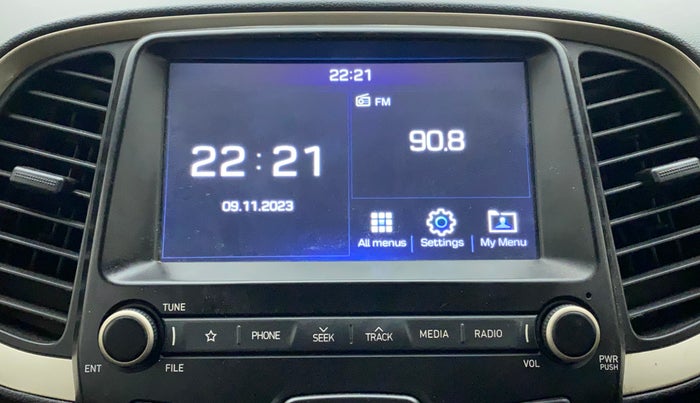 22:21
FM
22:21
90.8
09.11.2023
All menus
Settings
My Menu
TUNE
PHONE
SEEK
TRACK
MEDIA
RADIO
ENT
FILE
VOL
PWR
PUSH